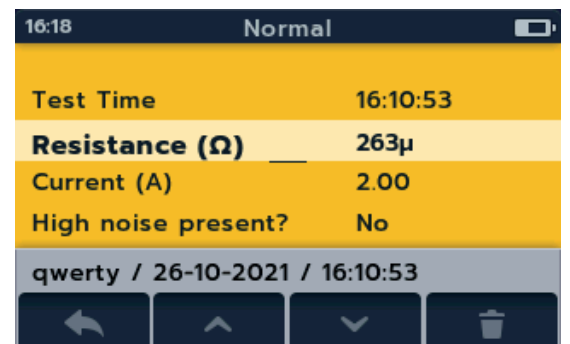 16:18 Normal
Test Time 16:10:53
Resistance (Ω) 263µ
Current (A) 2.00
High noise present? No
qwerty / 26-10-2021 / 16:10:53